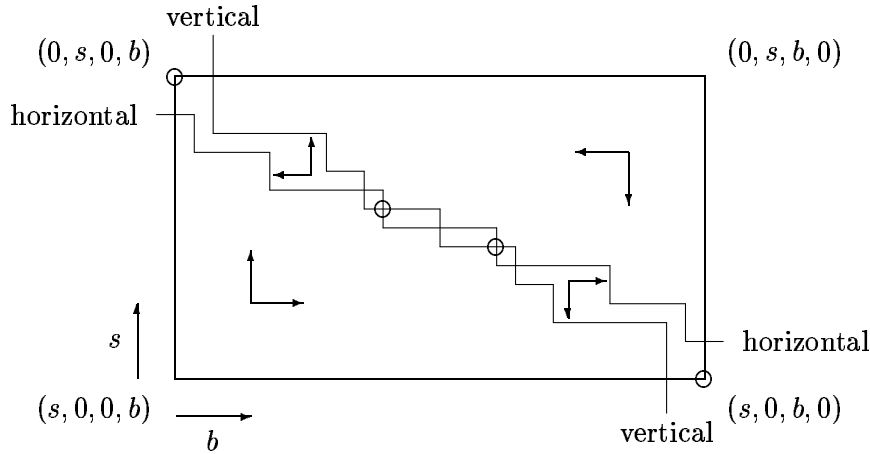 vertical
(0, s, 0, b)
(0, s, b, 0)
horizontal
s
horizontal
(s, 0, 0, b)
(s, 0, b, 0)
b
vertical